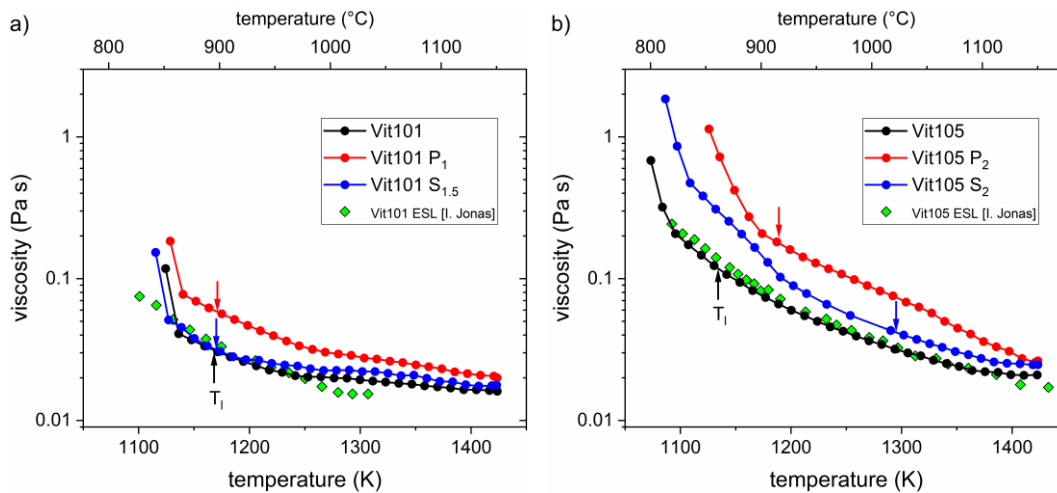 a)
temperature (°C)
800 900 1000 1100
viscosity (Pa s)
1
0.1
0.01
Vit101
Vit101 P₁
Vit101 S₁.₅
Vit101 ESL [I. Jonas]
Tₗ
1100 1200 1300 1400
temperature (K)
b)
temperature (°C)
800 900 1000 1100
viscosity (Pa s)
1
0.1
0.01
Vit105
Vit105 P₂
Vit105 S₂
Vit105 ESL [I. Jonas]
Tₗ
1100 1200 1300 1400
temperature (K)